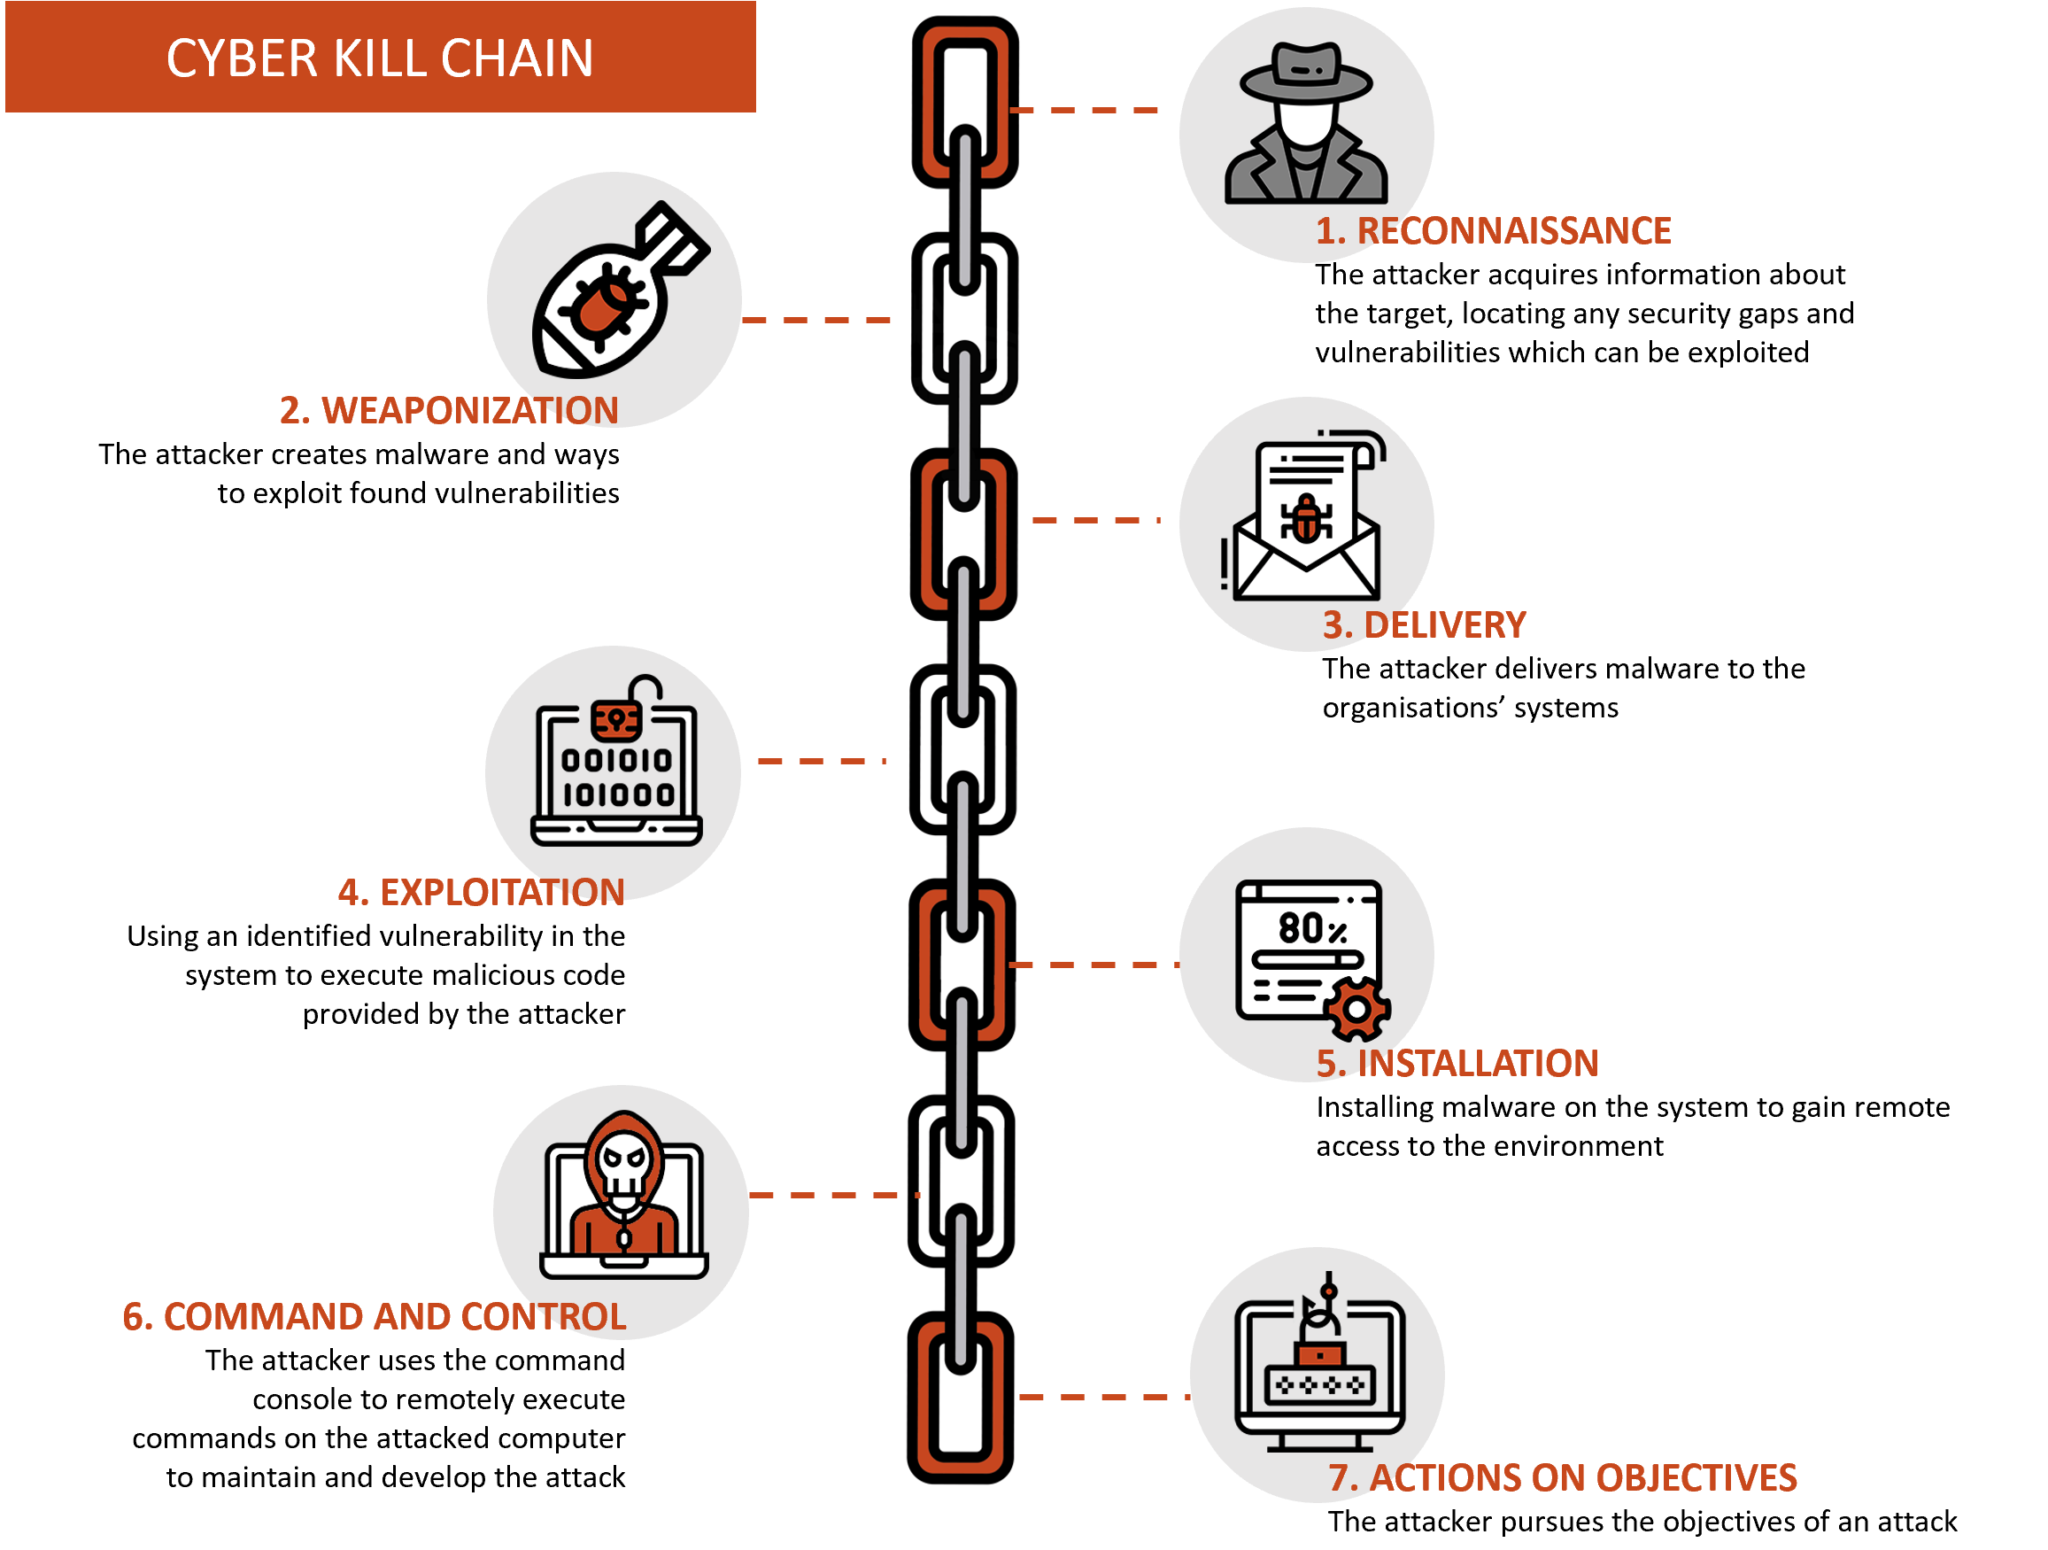 CYBER KILL CHAIN
1. RECONNAISSANCE
The attacker acquires information about
the target, locating any security gaps and
vulnerabilities which can be exploited
2. WEAPONIZATION
The attacker creates malware and ways
to exploit found vulnerabilities
3. DELIVERY
The attacker delivers malware to the
organisations’ systems
001010
101000
4. EXPLOITATION
Using an identified vulnerability in the
system to execute malicious code
provided by the attacker
80%
5. INSTALLATION
Installing malware on the system to gain remote
access to the environment
6. COMMAND AND CONTROL
The attacker uses the command
console to remotely execute
commands on the attacked computer
to maintain and develop the attack
7. ACTIONS ON OBJECTIVES
The attacker pursues the objectives of an attack